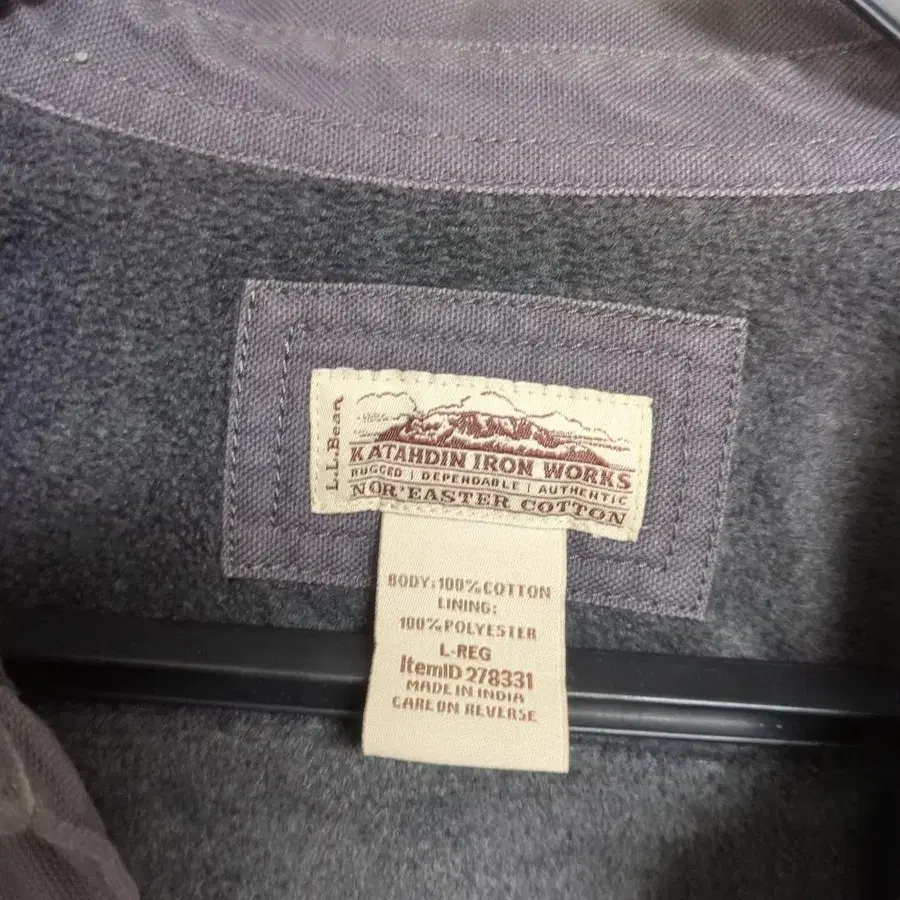 L.L.Bean
KATAHDIN IRON WORKS
RUGGED | DEPENDABLE | AUTHENTIC
NOR'EASTER COTTON
BODY: 100% COTTON
LINING:
100% POLYESTER
L-REG
ItemID 278331
MADE IN INDIA
CARE ON REVERSE